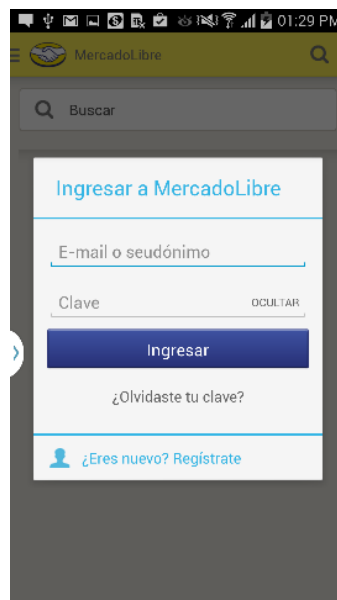 01:29 PM
MercadoLibre
Buscar
Ingresar a MercadoLibre
E-mail o seudónimo
Clave OCULTAR
Ingresar
¿Olvidaste tu clave?
¿Eres nuevo? Regístrate